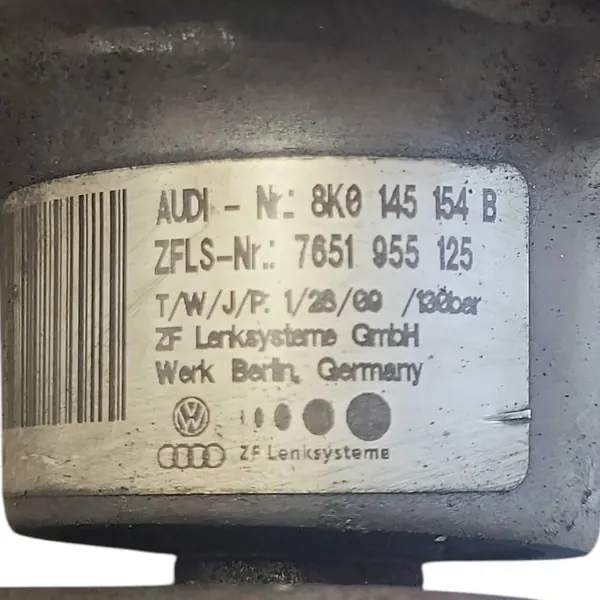 AUDI - Nr.: 8K0 145 154 B
ZFLS-Nr.: 7651 955 125
T/W/J/P: 1/26/09 /130bar
ZF Lenksysteme GmbH
Werk Berlin, Germany
ZF Lenksysteme